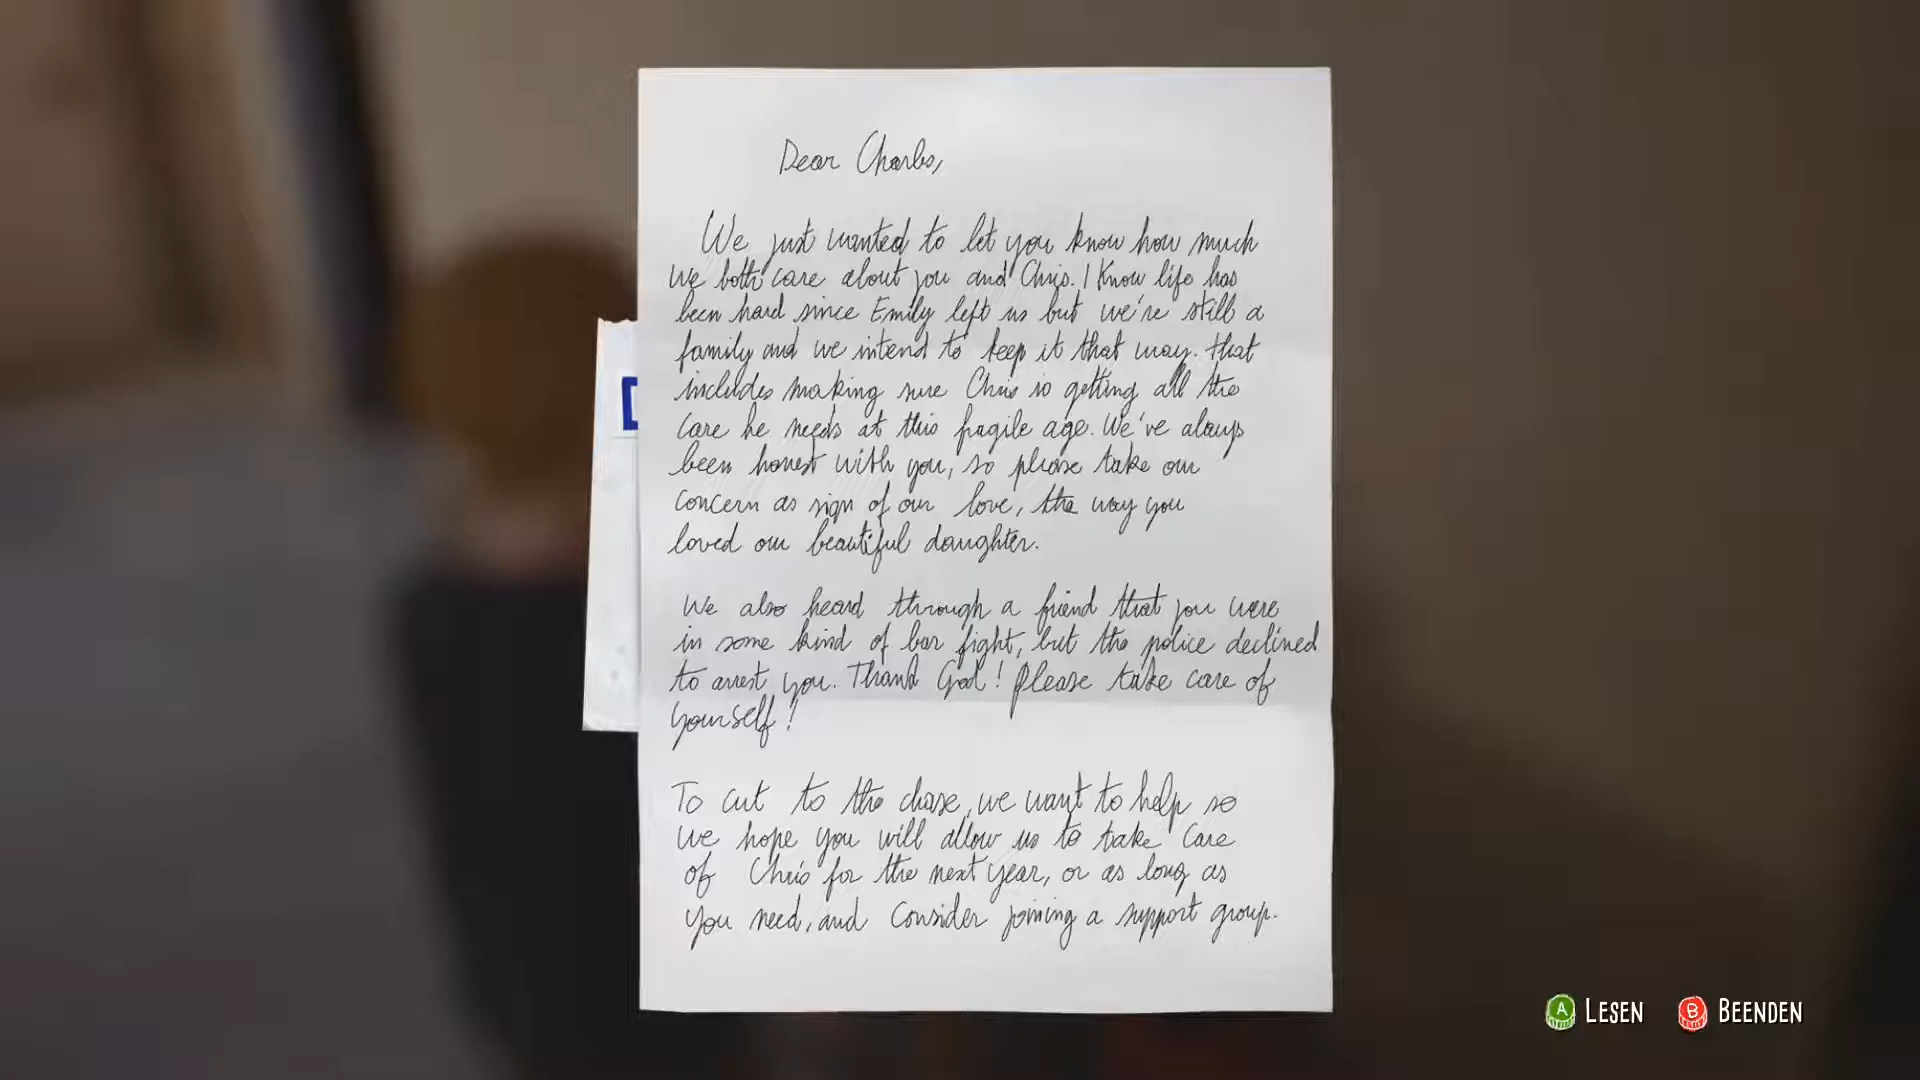 Dear Charles,
We just wanted to let you know how much
we both care about you and Chris. I know life has
been hard since Emily left us but we're still a
family and we intend to keep it that way. that
includes making sure Chris is getting all the
care he needs at this fragile age. We've always
been honest with you, so please take our
concern as sign of our love, the way you
loved our beautiful daughter.
We also heard through a friend that you were
in some kind of bar fight, but the police declined
to arrest you. Thank God! Please take care of
yourself!
To cut to the chase, we want to help so
we hope you will allow us to take care
of Chris for the next year, or as long as
you need, and consider joining a support group.
A LESEN B BEENDEN